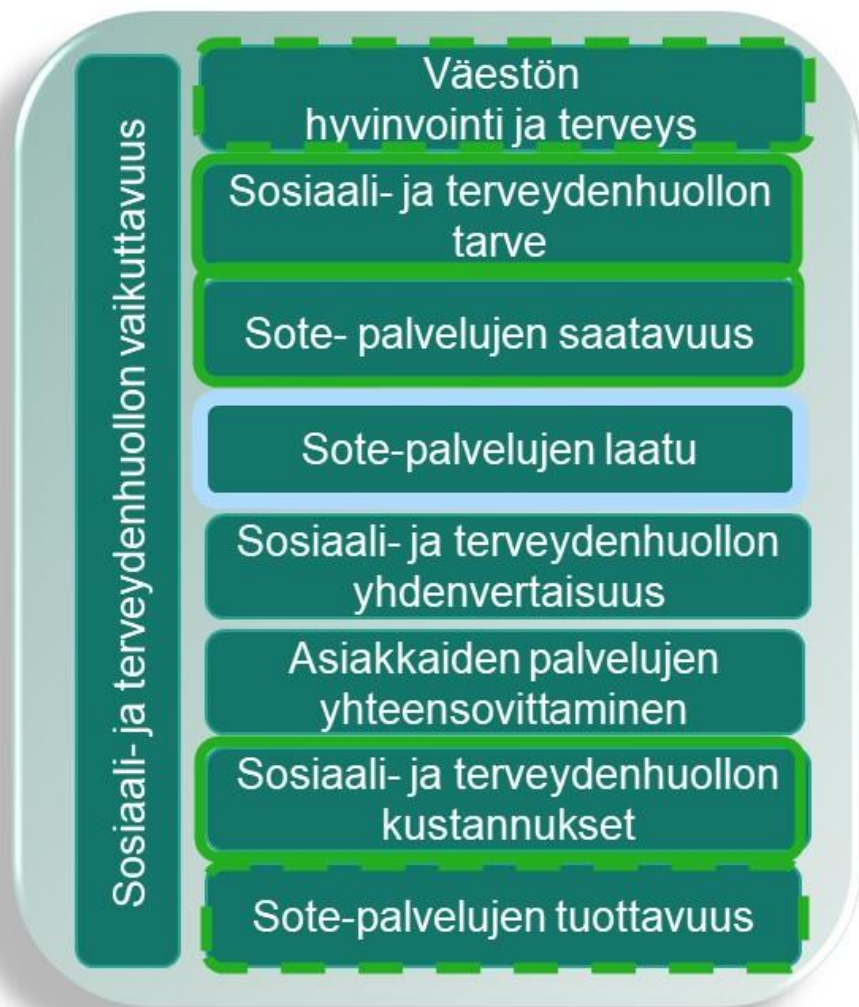 Sosiaali- ja terveydenhuollon vaikuttavuus
Väestön
hyvinvointi ja terveys
Sosiaali- ja terveydenhuollon
tarve
Sote- palvelujen saatavuus
Sote-palvelujen laatu
Sosiaali- ja terveydenhuollon
yhdenvertaisuus
Asiakkaiden palvelujen
yhteensovittaminen
Sosiaali- ja terveydenhuollon
kustannukset
Sote-palvelujen tuottavuus